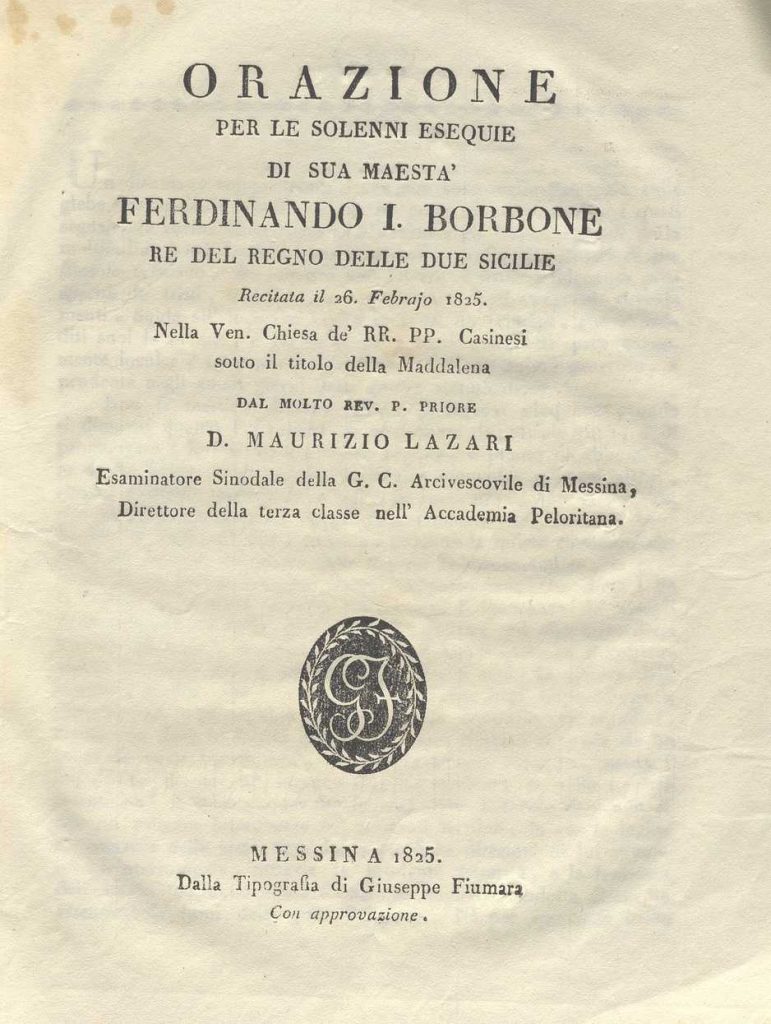 ORAZIONE
PER LE SOLENNI ESEQUIE
DI SUA MAESTA'
FERDINANDO I. BORBONE
RE DEL REGNO DELLE DUE SICILIE
Recitata il 26. Febrajo 1825.
Nella Ven. Chiesa de' RR. PP. Casinesi
sotto il titolo della Maddalena
DAL MOLTO REV. P. PRIORE
D. MAURIZIO LAZARI
Esaminatore Sinodale della G. C. Arcivescovile di Messina,
Direttore della terza classe nell' Accademia Peloritana.
GF
MESSINA 1825.
Dalla Tipografia di Giuseppe Fiumara
Con approvazione.